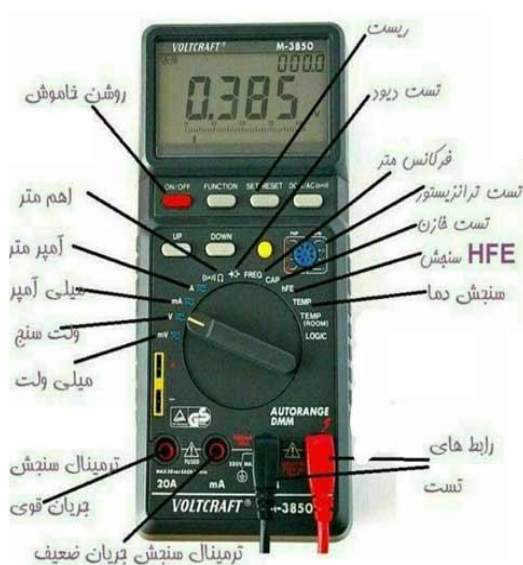 VOLTCRAFT® M-3850
000.0
0.385 V
ON/OFF FUNCTION SET/RESET DC/AC
UP DOWN
(•)) Ω FREQ CAP
A hFE
mA TEMP
V TEMP (ROOM)
mV LOGIC
+
-
AUTORANGE
DMM
20A mA
VOLTCRAFT® M-3850
ریست
تست دیود
روشن خاموش
فرکانس متر
تست ترانزیستور
اهم متر
تست خازن
آمپر متر
سنجش HFE
میلی آمپر
سنجش دما
ولت سنج
میلی ولت
رابط های
تست
ترمینال سنجش
جریان قوی
ترمینال سنجش جریان ضعیف